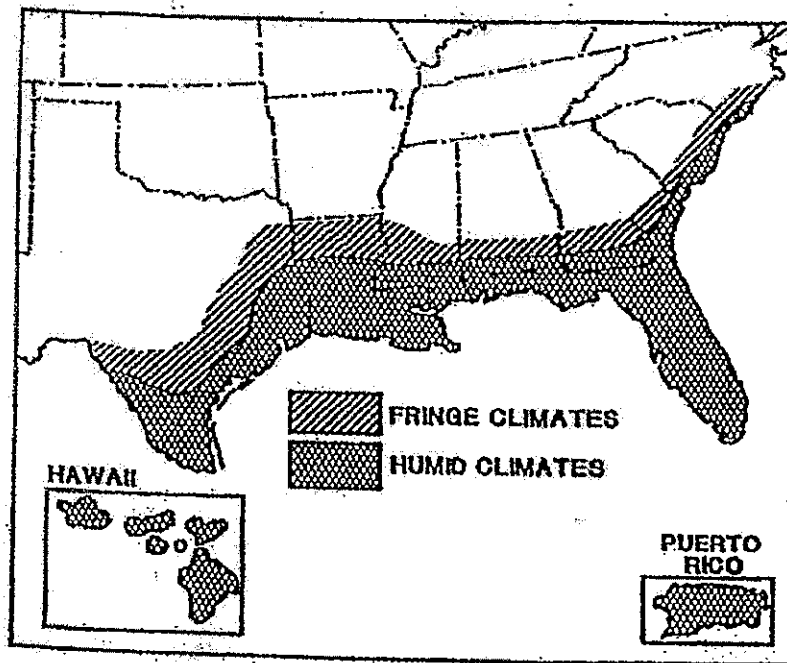 FRINGE CLIMATES
HUMID CLIMATES
HAWAII
PUERTO
RICO